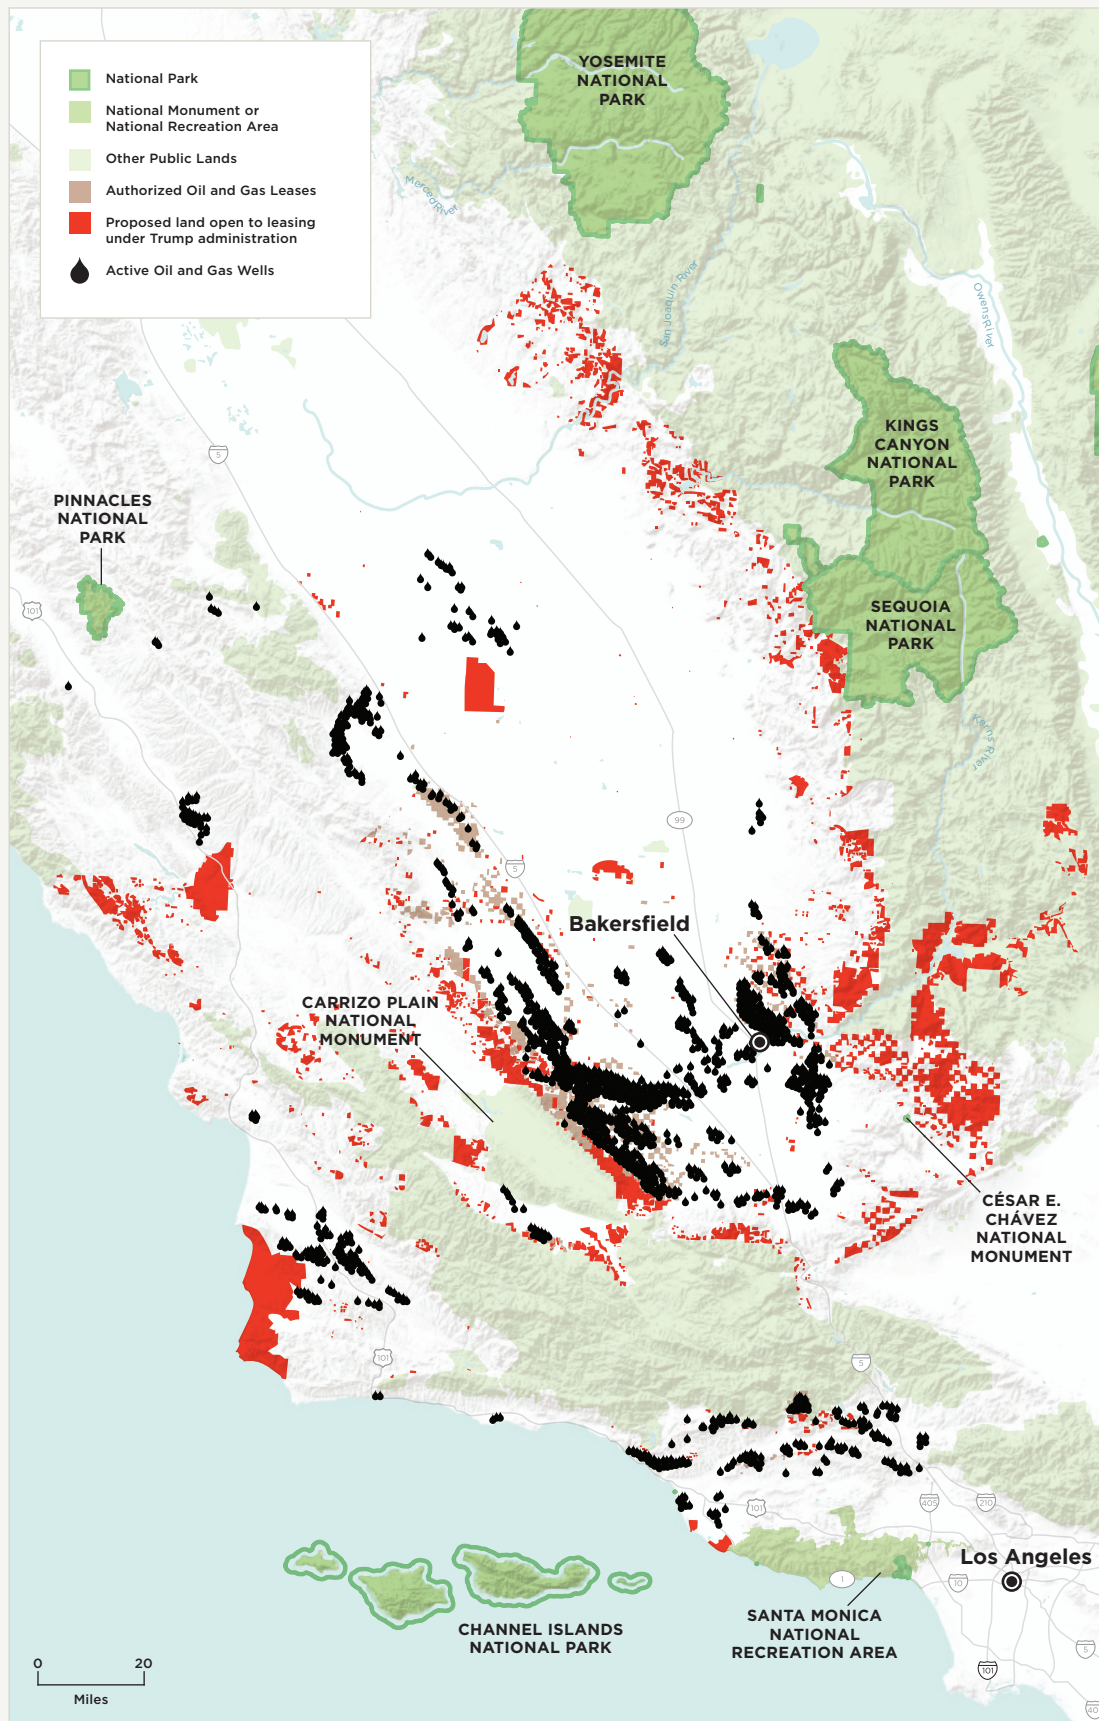 National Park
National Monument or
National Recreation Area
Other Public Lands
Authorized Oil and Gas Leases
Proposed land open to leasing
under Trump administration
Active Oil and Gas Wells
YOSEMITE
NATIONAL
PARK
Merced River
San Joaquin River
Owens River
KINGS
CANYON
NATIONAL
PARK
5
PINNACLES
NATIONAL
PARK
101
SEQUOIA
NATIONAL
PARK
Kerns River
99
5
Bakersfield
CARRIZO PLAIN
NATIONAL
MONUMENT
CÉSAR E.
CHÁVEZ
NATIONAL
MONUMENT
101
5
101
405
210
Los Angeles
1
10
SANTA MONICA
NATIONAL
RECREATION AREA
CHANNEL ISLANDS
NATIONAL PARK
5
101
0 20
Miles